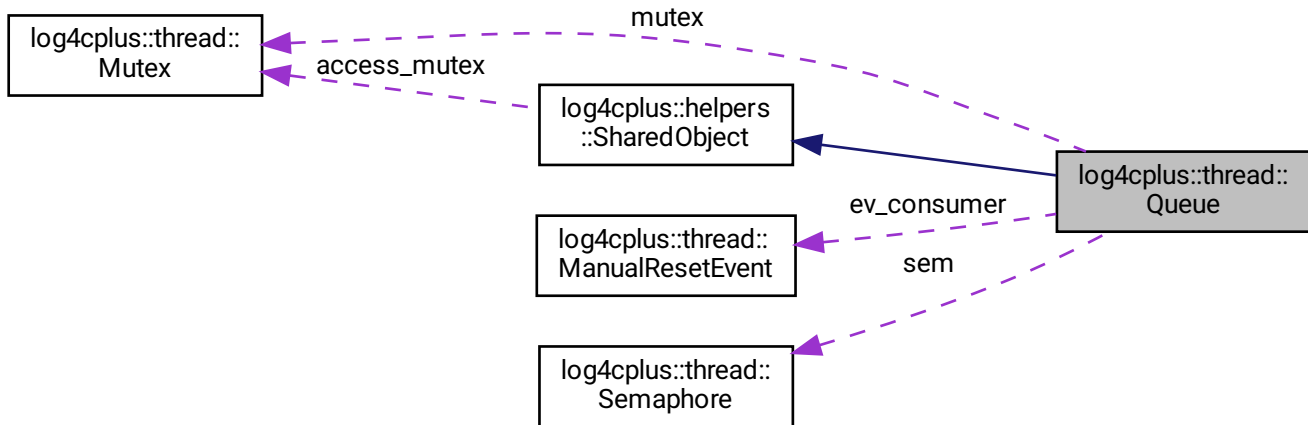 mutex
log4cplus::thread::
Mutex
access_mutex
log4cplus::helpers
::SharedObject
log4cplus::thread::
Queue
ev_consumer
log4cplus::thread::
ManualResetEvent
sem
log4cplus::thread::
Semaphore